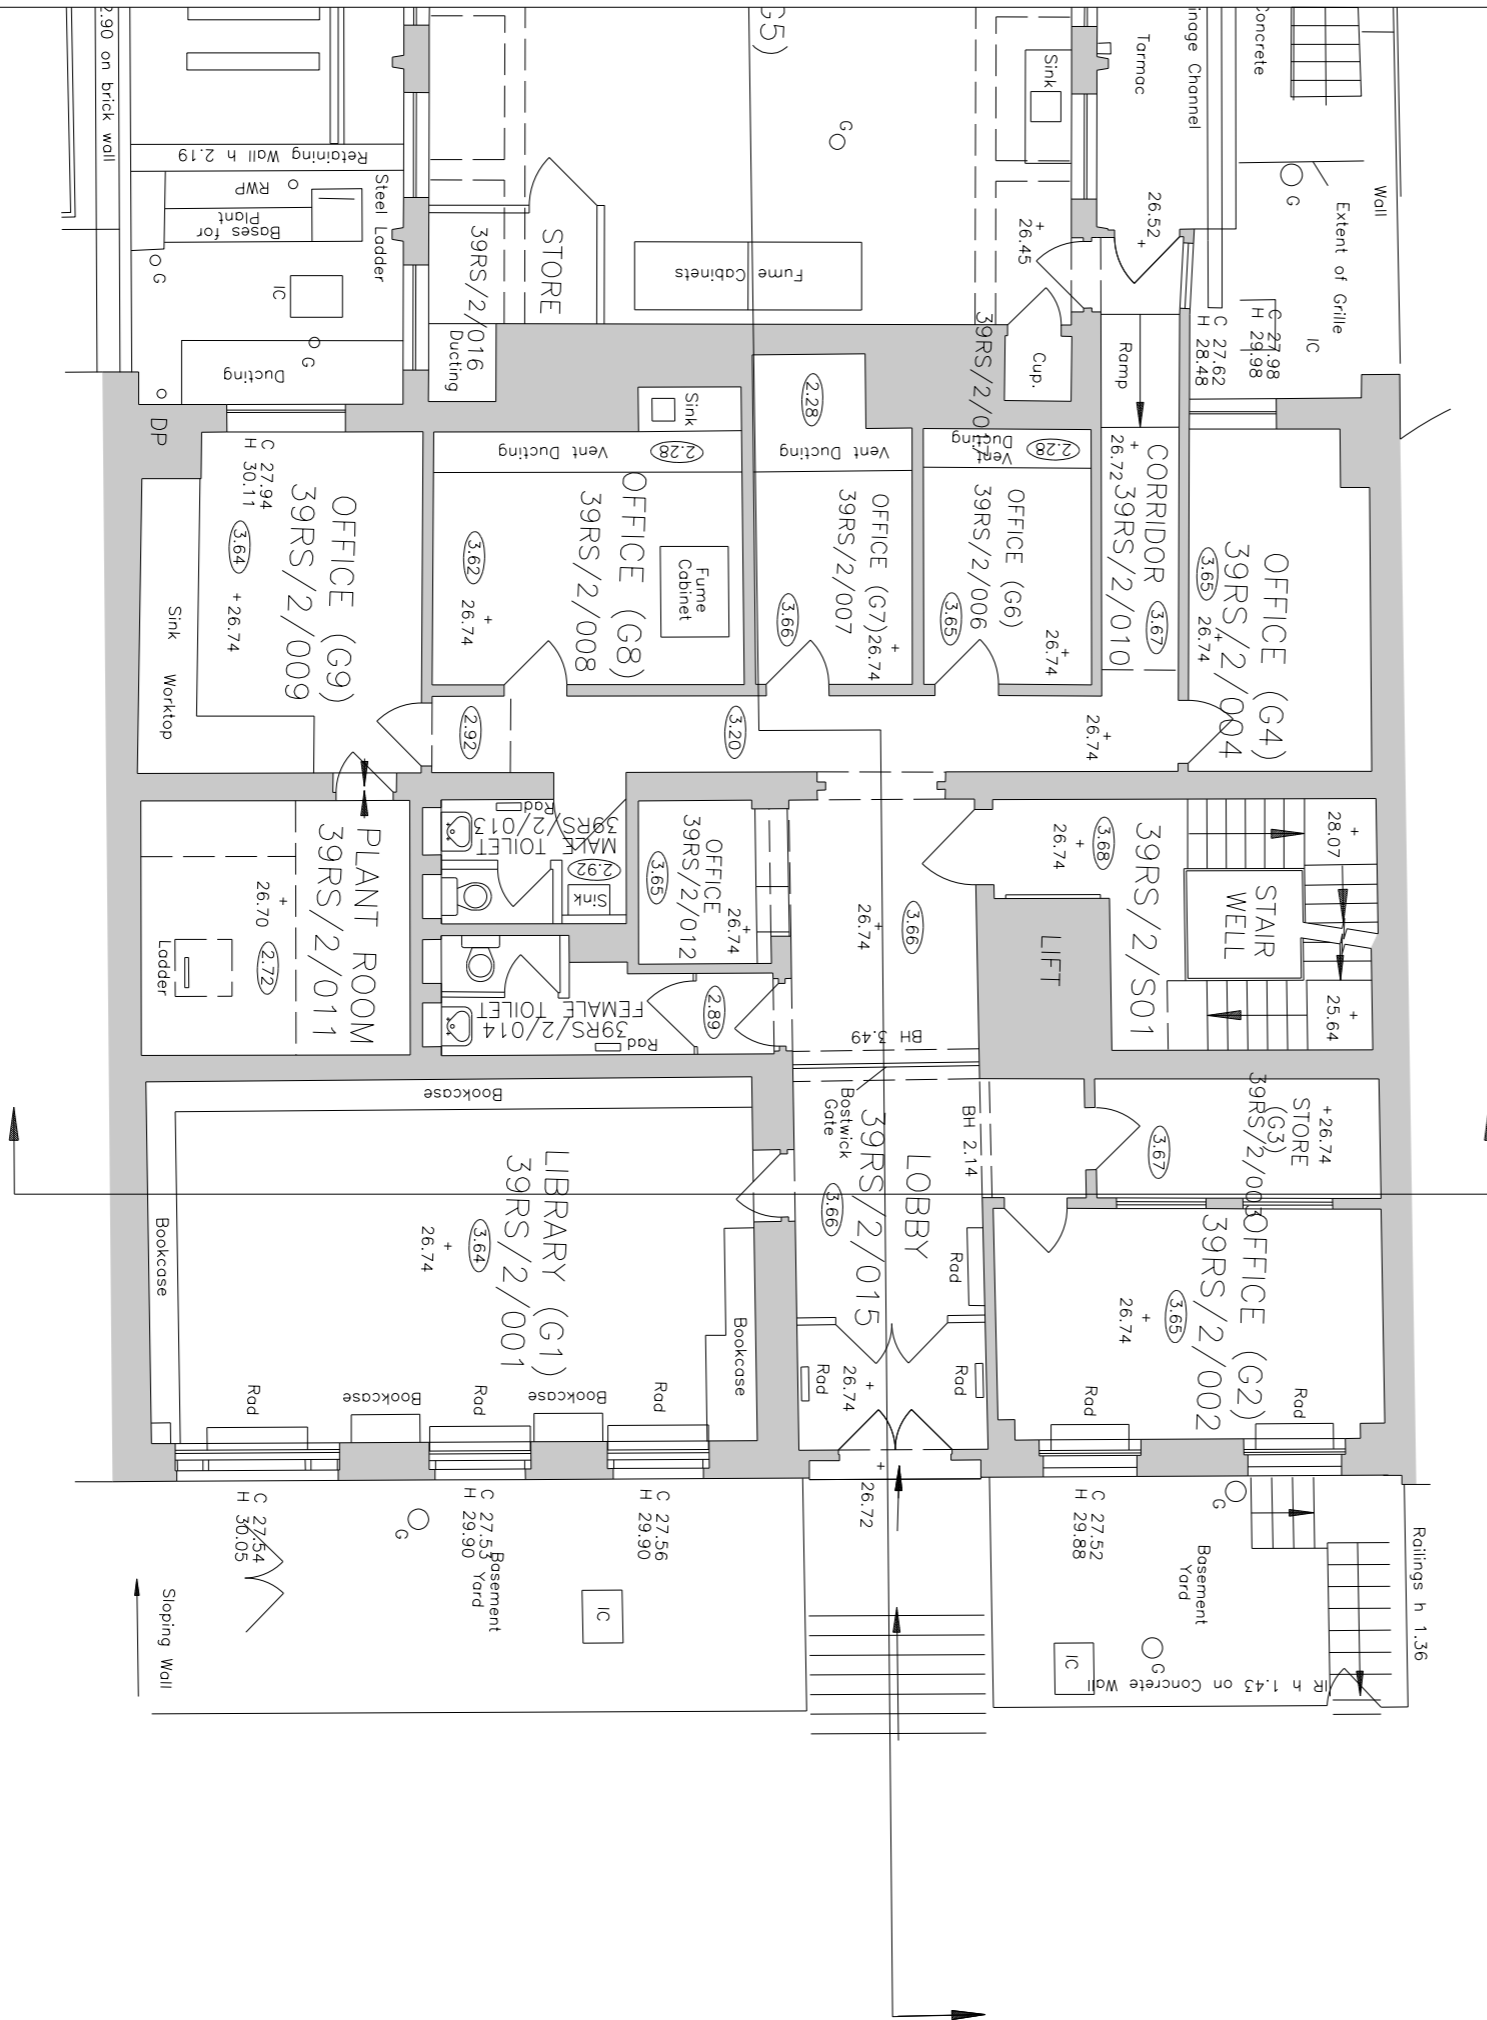 2.90 on brick wall
Retaining Wall h 2.19
RWP
Bases for
Plant
Steel Ladder
G
IC
G
Ducting
DP
G5)
G
Sink
Tarmac
inage Channel
Concrete
Wall
G
Extent of Grille
26.52
26.45
STORE
39RS/2/016
Ducting
Fume Cabinets
Cup.
Ramp
C 27.62
H 28.48
C 27.98
H 29.98
IC
C 27.94
H 30.11
OFFICE (G9)
39RS/2/009
3.64
26.74
Sink
Worktop
Sink
Vent Ducting
2.28
OFFICE (G8)
39RS/2/008
3.62
26.74
Fume
Cabinet
2.28
Vent Ducting
OFFICE (G7)
39RS/2/007
3.66
26.74
Vent
Ducting
2.28
OFFICE (G6)
39RS/2/006
3.65
26.74
CORRIDOR
39RS/2/010
26.72
3.67
OFFICE (G4)
39RS/2/004
3.65
26.74
2.92
3.20
26.74
PLANT ROOM
39RS/2/011
26.70
2.72
Ladder
Rad
MALE TOILET
39RS/2/013
2.92
Sink
OFFICE
39RS/2/012
3.65
26.74
FEMALE TOILET
39RS/2/014
Rad
2.89
3.66
26.74
3.68
26.74
39RS/2/S01
STAIR
WELL
28.07
25.64
LIFT
BH 3.49
Bostwick
Gate
BH 2.14
LOBBY
39RS/2/015
3.66
Rad
Rad
Rad
26.74
26.72
STORE
(G3)
39RS/2/003
26.74
3.67
OFFICE (G2)
39RS/2/002
3.65
26.74
Rad
Rad
LIBRARY (G1)
39RS/2/001
3.64
26.74
Bookcase
Bookcase
Bookcase
Bookcase
Bookcase
Rad
Rad
Rad
C 27.54
H 30.05
G
C 27.53
H 29.90
Basement
Yard
C 27.56
H 29.90
IC
Sloping Wall
C 27.52
H 29.88
G
Basement
Yard
IC
G
IR h 1.43 on Concrete Wall
Railings h 1.36